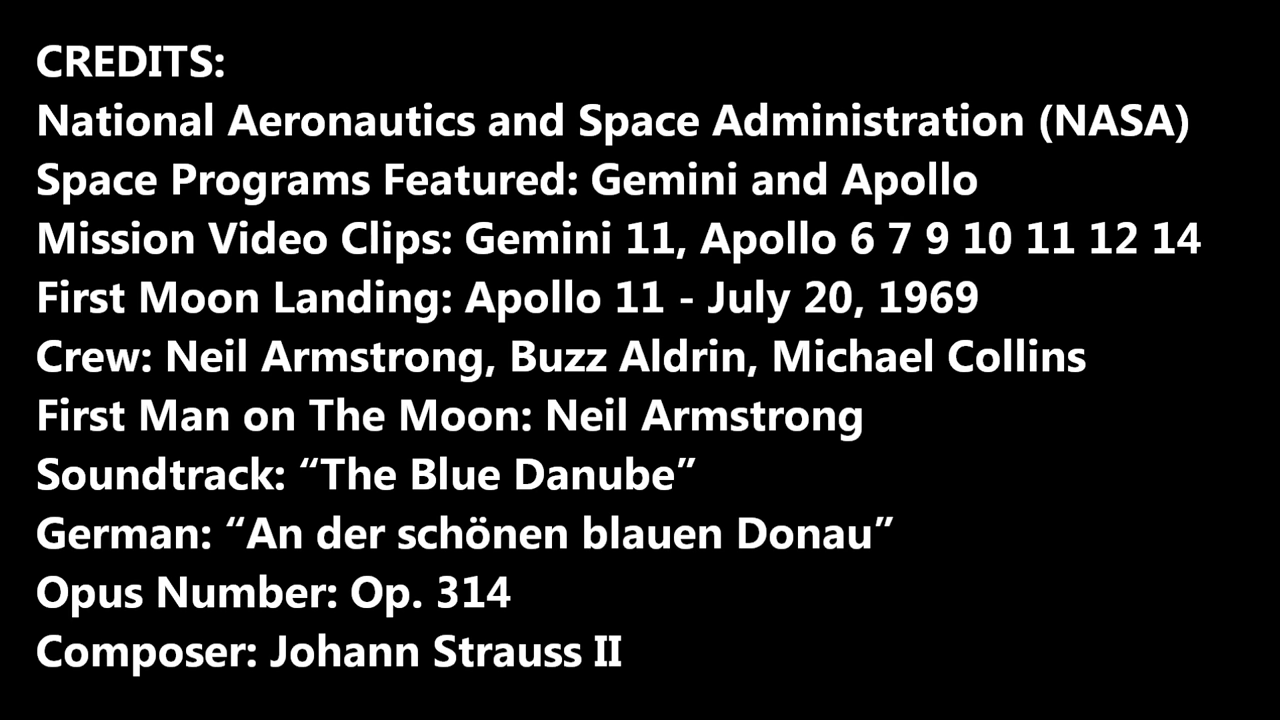 CREDITS:
National Aeronautics and Space Administration (NASA)
Space Programs Featured: Gemini and Apollo
Mission Video Clips: Gemini 11, Apollo 6 7 9 10 11 12 14
First Moon Landing: Apollo 11 - July 20, 1969
Crew: Neil Armstrong, Buzz Aldrin, Michael Collins
First Man on The Moon: Neil Armstrong
Soundtrack: “The Blue Danube”
German: “An der schönen blauen Donau”
Opus Number: Op. 314
Composer: Johann Strauss II